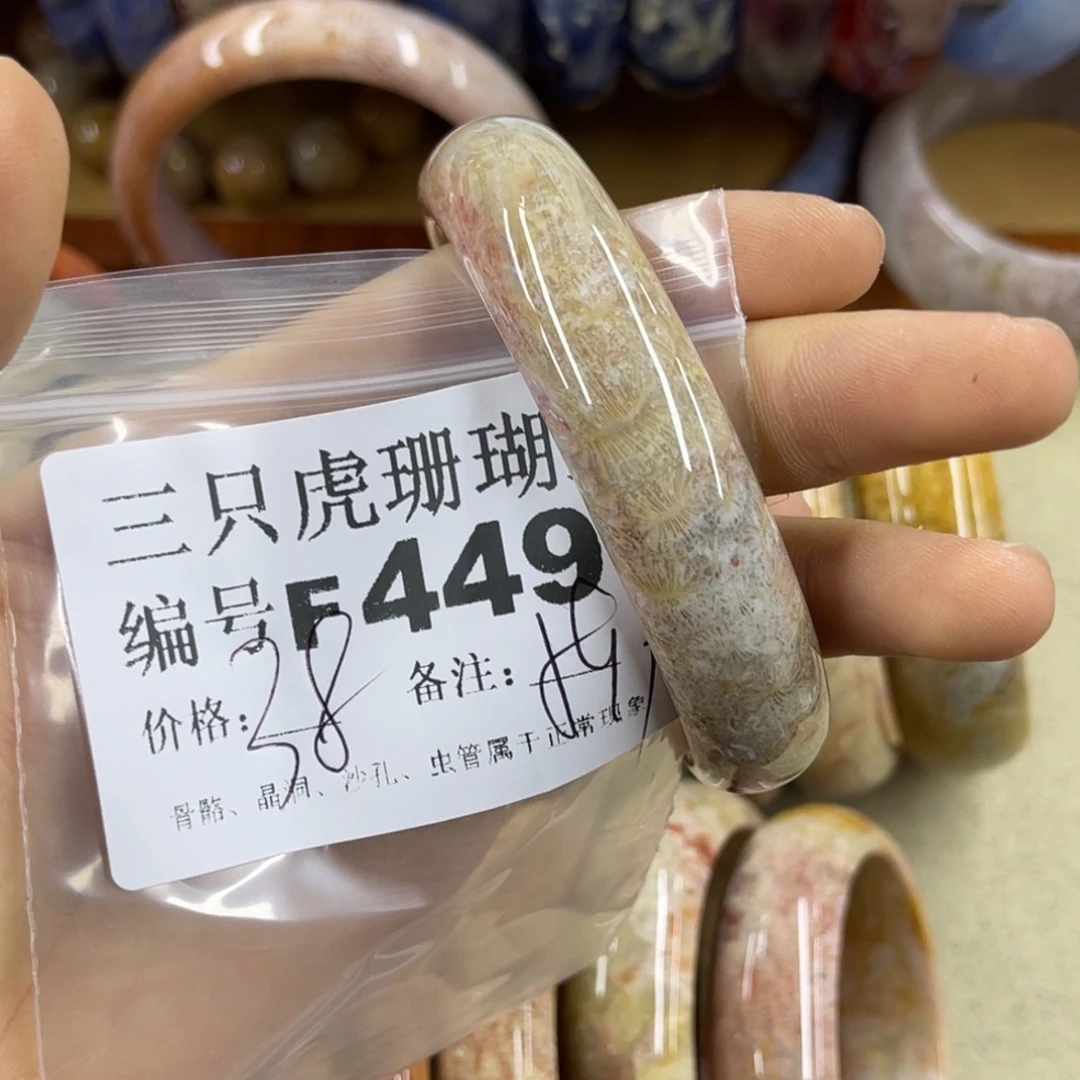 三只虎珊瑚
编号F449
价格:38 备注:
骨骼、晶洞、沙孔、虫管属于正常现象